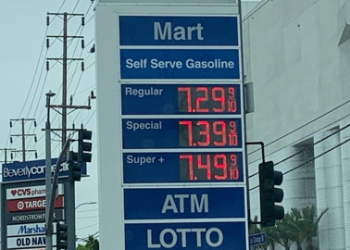 Mart
Self Serve Gasoline
Regular 7.29 9/10
Special 7.39 9/10
Super + 7.49 9/10
ATM
LOTTO
Beverly Connection
CVS pharmacy
TARGET
NORDSTROM
Marshalls
OLD NAVY